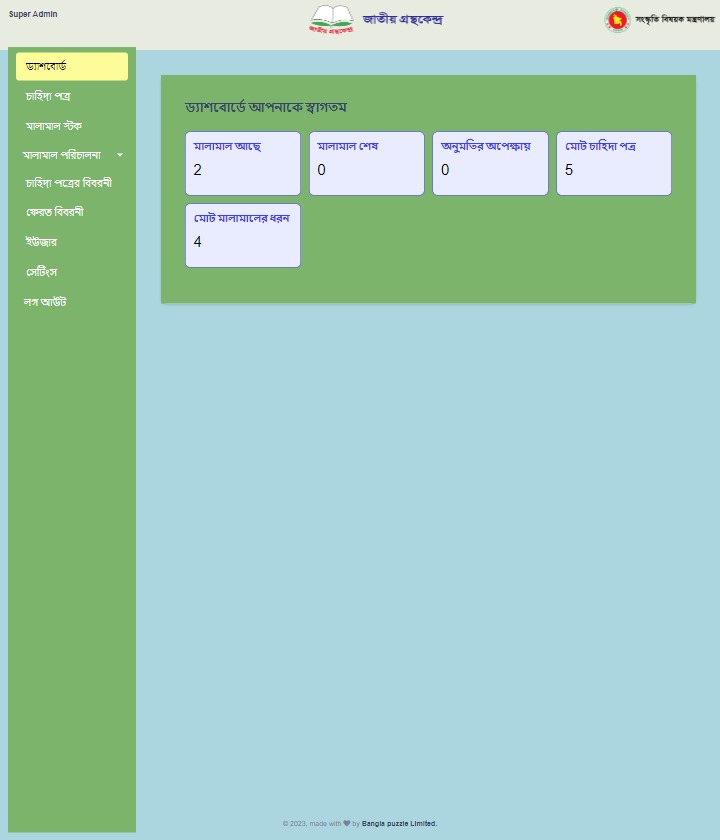 Super Admin
জাতীয় গ্রন্থকেন্দ্র
জাতীয় গ্রন্থকেন্দ্র
সংস্কৃতি বিষয়ক মন্ত্রণালয়
ড্যাশবোর্ড
চাহিদা পত্র
মালামাল স্টক
মালামাল পরিচালনা
চাহিদা পত্রের বিবরনী
ফেরত বিবরনী
ইউজার
সেটিংস
লগ আউট
ড্যাশবোর্ডে আপনাকে স্বাগতম
মালামাল আছে
2
মালামাল শেষ
0
অনুমতির অপেক্ষায়
0
মোট চাহিদা পত্র
5
মোট মালামালের ধরন
4
© 2023, made with ❤ by Bangla puzzle Limited.